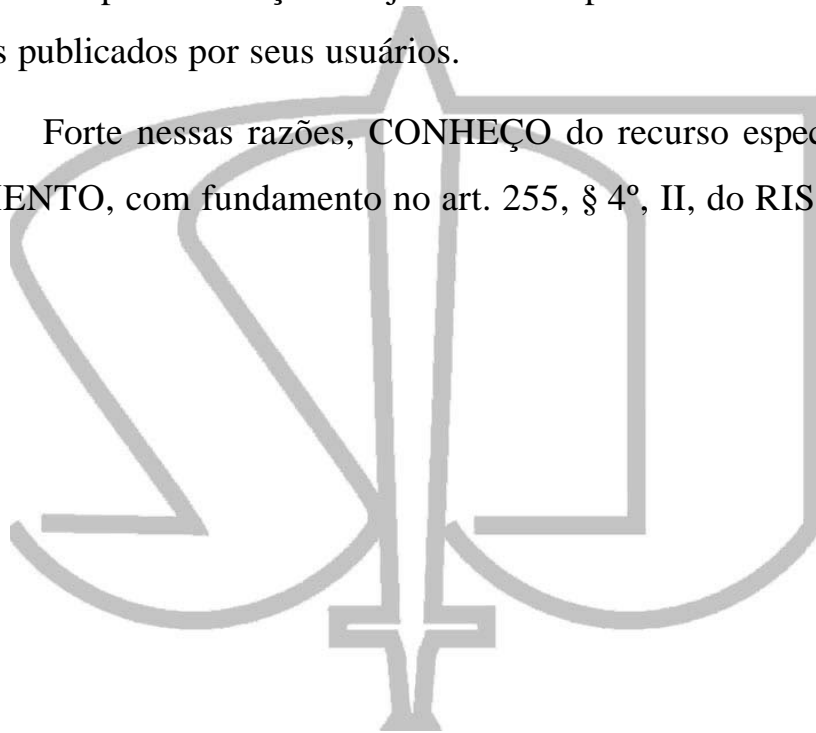 s publicados por seus usuários.
Forte nessas razões, CONHEÇO do recurso espec
MENTO, com fundamento no art. 255, § 4º, II, do RIS